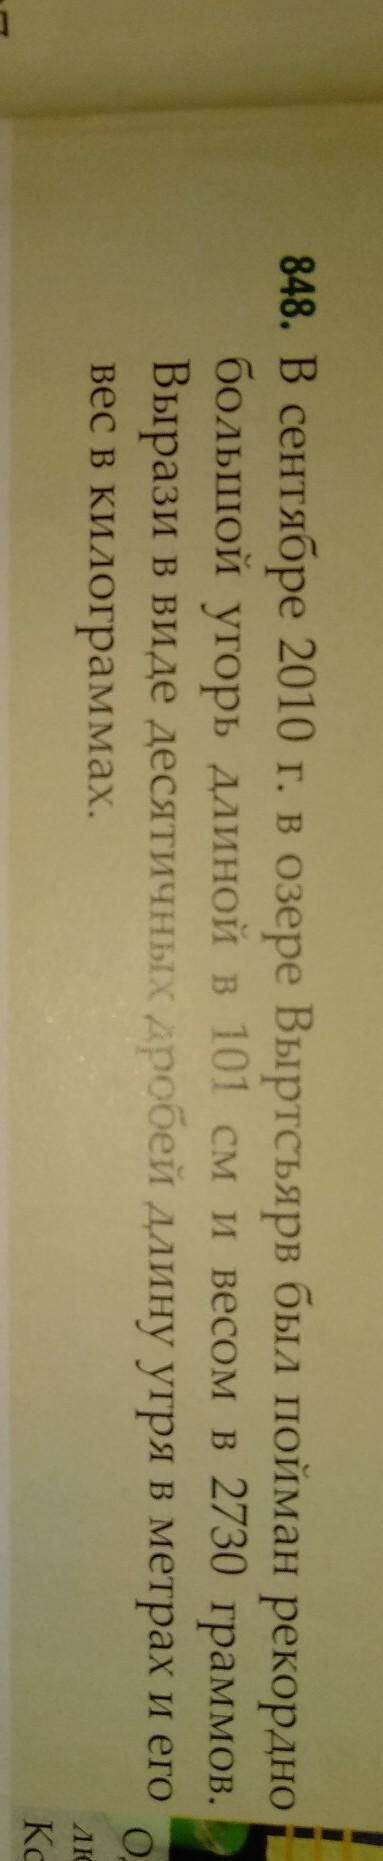 848. В сентябре 2010 г. в озере Выртсъярв был пойман рекордно
большой угорь длиной в 101 см и весом в 2730 граммов.
Вырази в виде десятичных дробей длину угря в метрах и его
вес в килограммах.